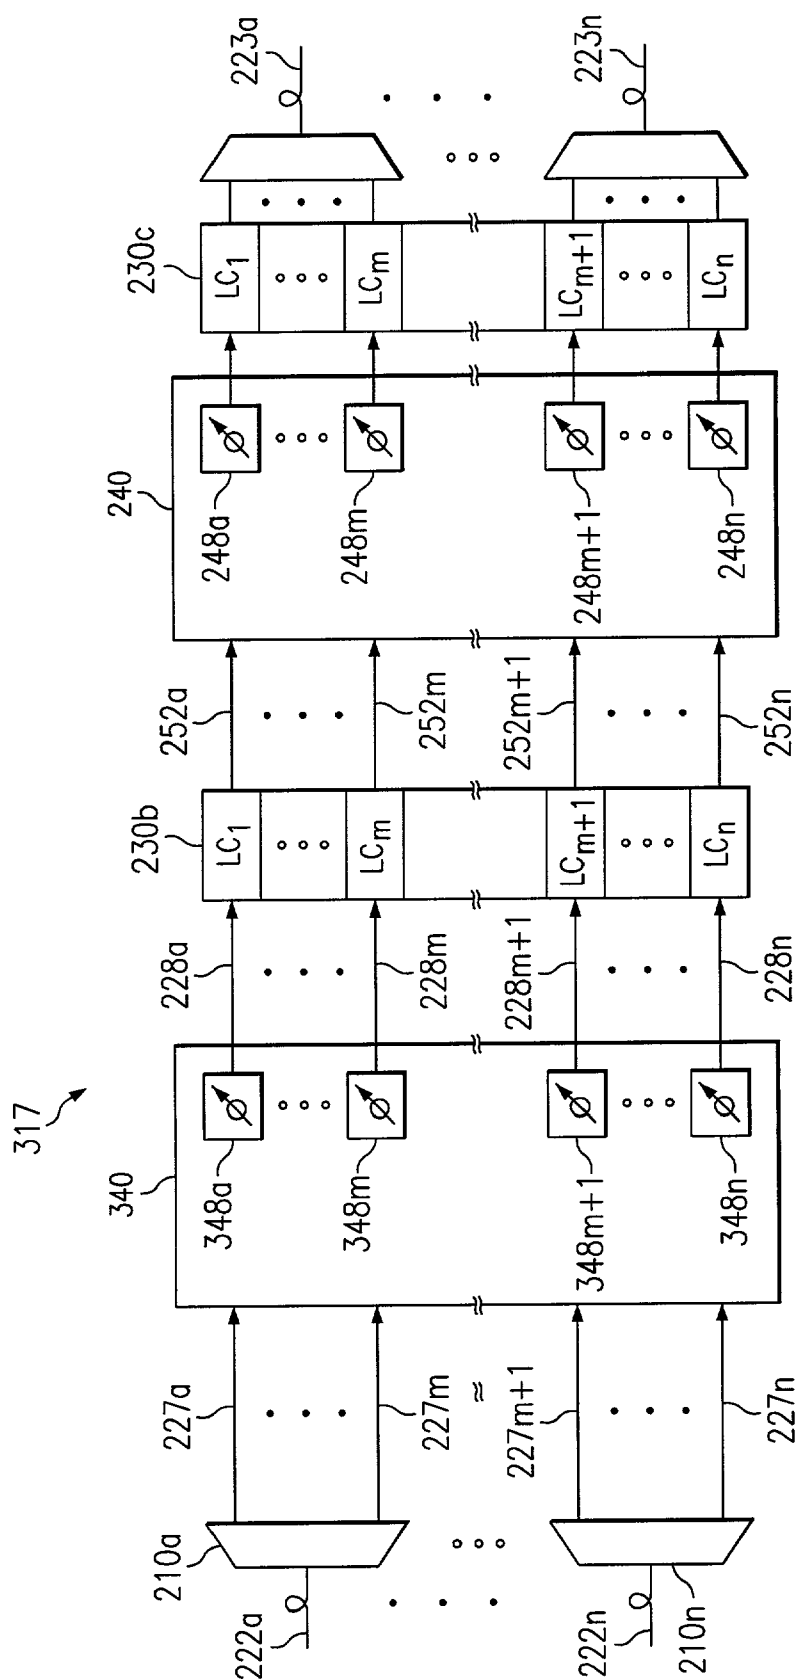 317
222a
210a
227a
227m
227m+1
227n
222n
210n
340
348a
348m
348m+1
348n
228a
228m
228m+1
228n
230b
LC1
LCm
LCm+1
LCn
252a
252m
252m+1
252n
240
248a
248m
248m+1
248n
230c
LC1
LCm
LCm+1
LCn
223a
223n